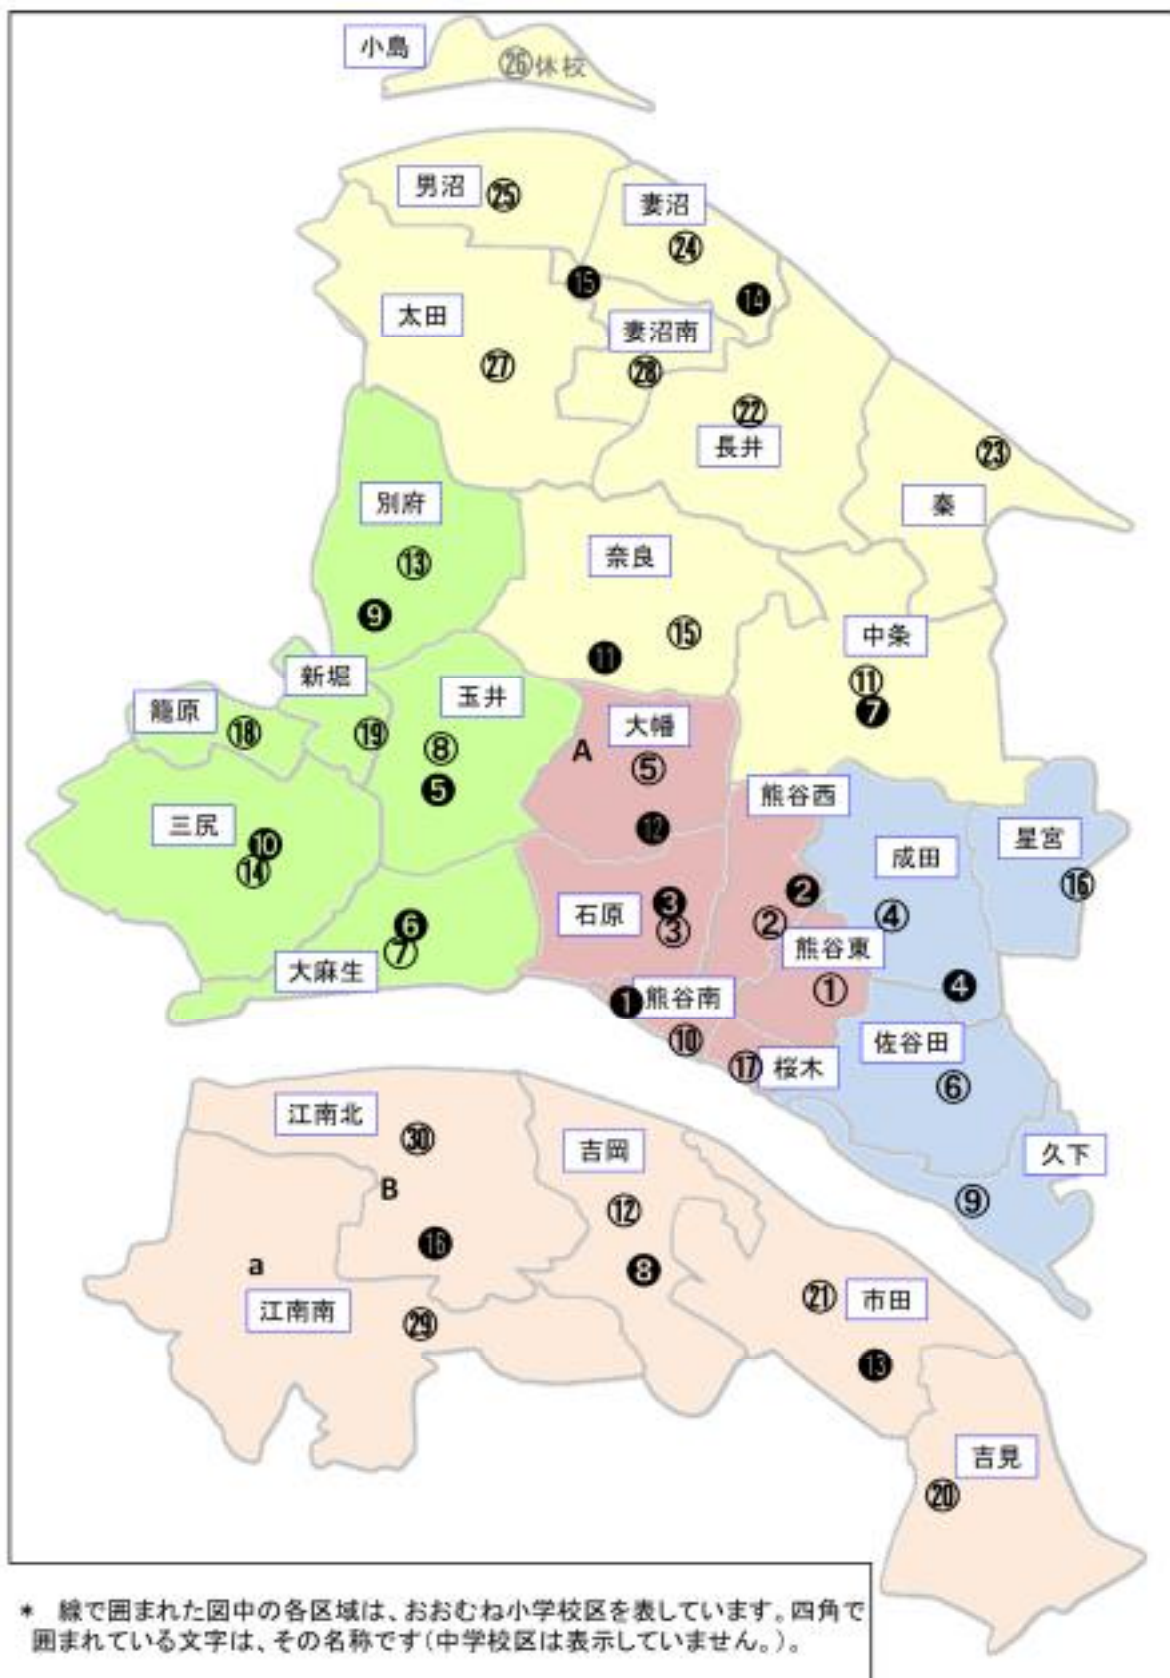 小島
㉖休校
男沼
㉕
妻沼
㉔
⓯
⓮
太田
妻沼南
㉗
㉘
㉒
長井
㉓
秦
別府
⑬
❾
奈良
⑮
⓫
中条
⑪
❼
新堀
玉井
籠原
⑱
⑲
⑧
❺
大幡
A
⑤
⓬
熊谷西
三尻
❿
⑭
成田
星宮
⑯
石原
❸
③
❷
②
④
❻
⑦
大麻生
熊谷東
①
❹
❶
熊谷南
⑩
佐谷田
⑰
桜木
⑥
江南北
㉚
吉岡
久下
B
⑫
⑨
⓰
a
❽
江南南
㉙
㉑
市田
⓭
吉見
⑳
* 線で囲まれた図中の各区域は、おおむね小学校区を表しています。四角で
囲まれている文字は、その名称です(中学校区は表示していません。)。